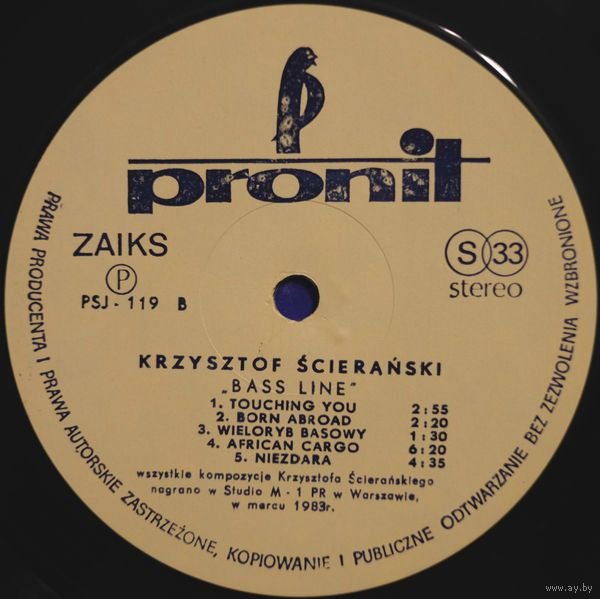 pronit
ZAIKS
P
PSJ - 119 B
S 33
stereo
KRZYSZTOF ŚCIERAŃSKI
„BASS LINE"
1. TOUCHING YOU 2:55
2. BORN ABROAD 2:20
3. WIELORYB BASOWY 1:30
4. AFRICAN CARGO 6:20
5. NIEZDARA 4:35
wszystkie kompozycje Krzysztofa Ścierańskiego
nagrano w Studio M - 1 PR w Warszawie,
w marcu 1983r.
PRAWA PRODUCENTA I PRAWA AUTORSKIE ZASTRZEŻONE, KOPIOWANIE I PUBLICZNE ODTWARZANIE BEZ ZEZWOLENIA WZBRONIONE
www.ay.by